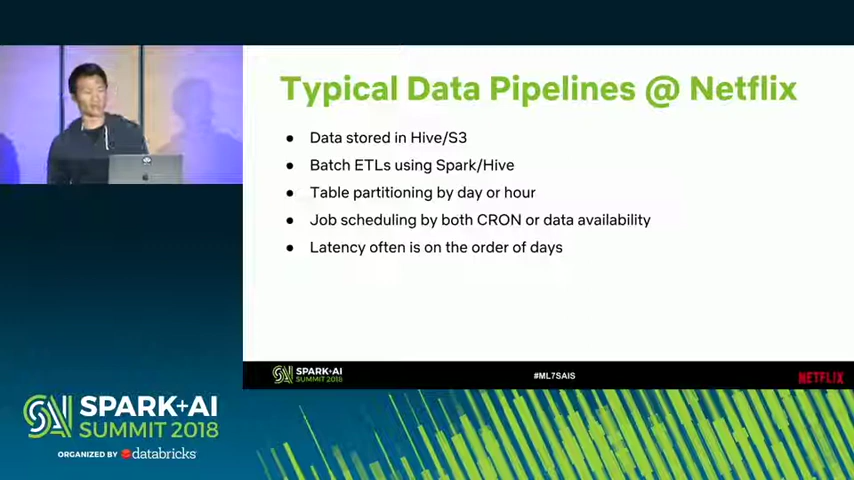 Typical Data Pipelines @ Netflix
● Data stored in Hive/S3
● Batch ETLs using Spark/Hive
● Table partitioning by day or hour
● Job scheduling by both CRON or data availability
● Latency often is on the order of days
SPARK+AI
SUMMIT 2018
#ML7SAIS
NETFLIX
SPARK+AI
SUMMIT 2018
ORGANIZED BY databricks